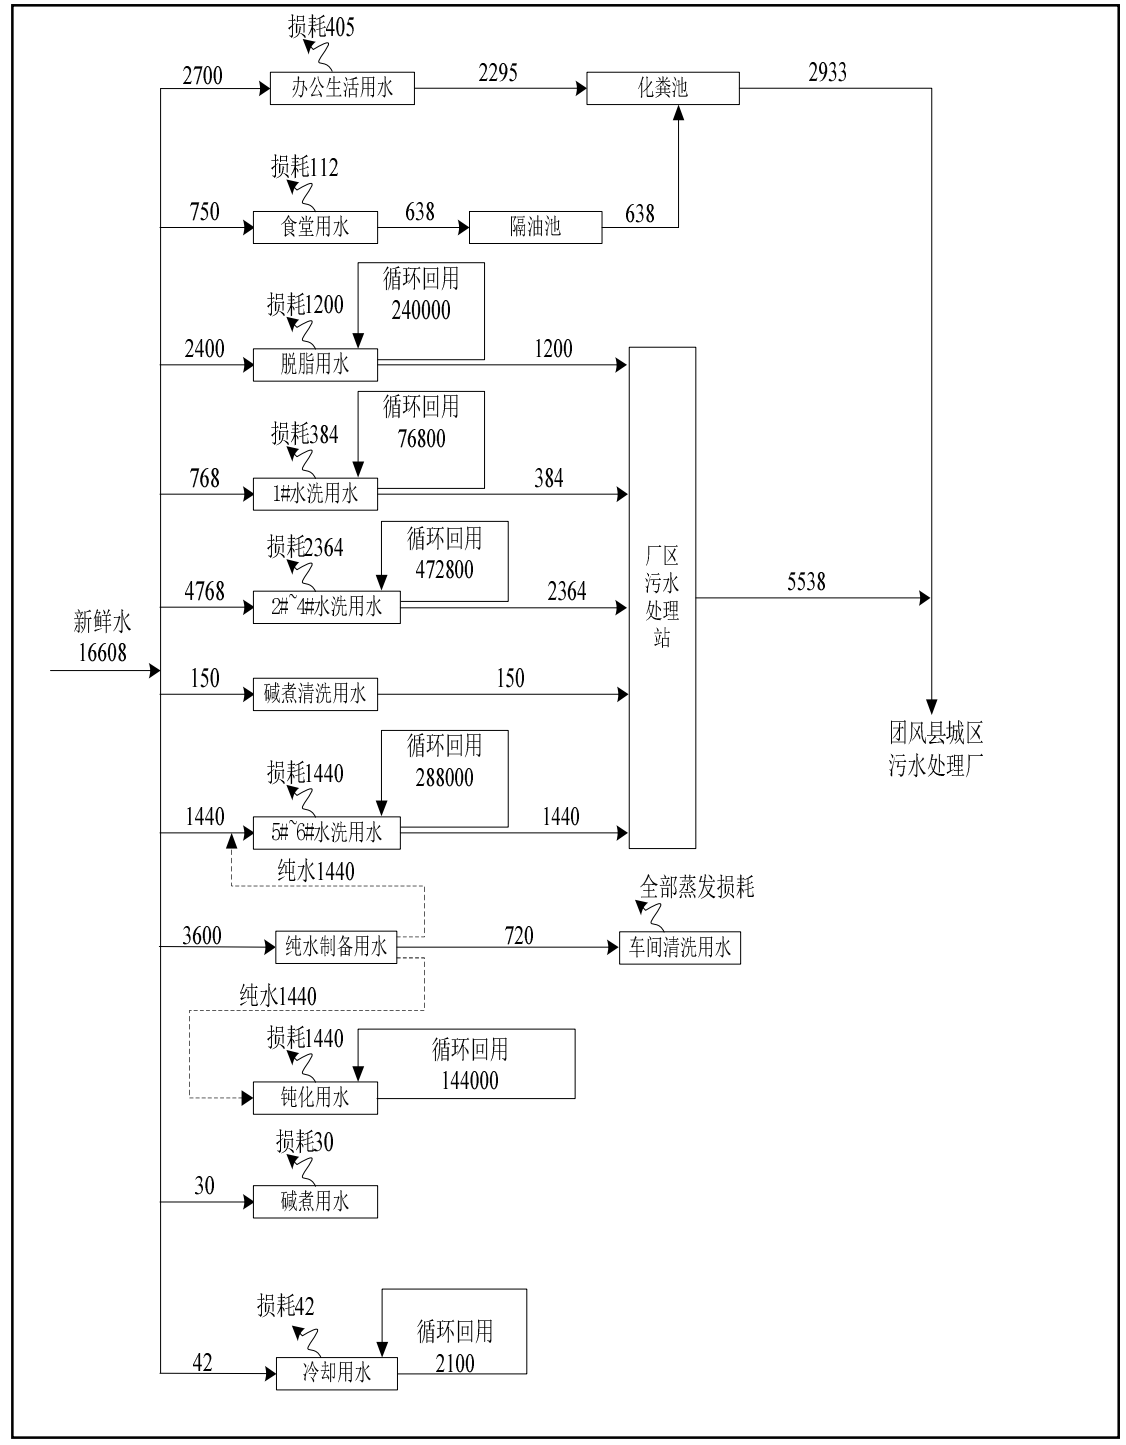 损耗405
2700
办公生活用水
2295
化粪池
2933
损耗112
750
食堂用水
638
隔油池
638
循环回用
240000
损耗1200
2400
脱脂用水
1200
循环回用
76800
损耗384
768
1#水洗用水
384
循环回用
472800
损耗2364
4768
2#~4#水洗用水
2364
厂区
污水
处理
站
5538
新鲜水
16608
150
碱煮清洗用水
150
团风县城区
污水处理厂
循环回用
288000
损耗1440
1440
5#~6#水洗用水
1440
纯水1440
全部蒸发损耗
3600
纯水制备用水
720
车间清洗用水
纯水1440
损耗1440
循环回用
144000
钝化用水
损耗30
30
碱煮用水
损耗42
循环回用
2100
42
冷却用水